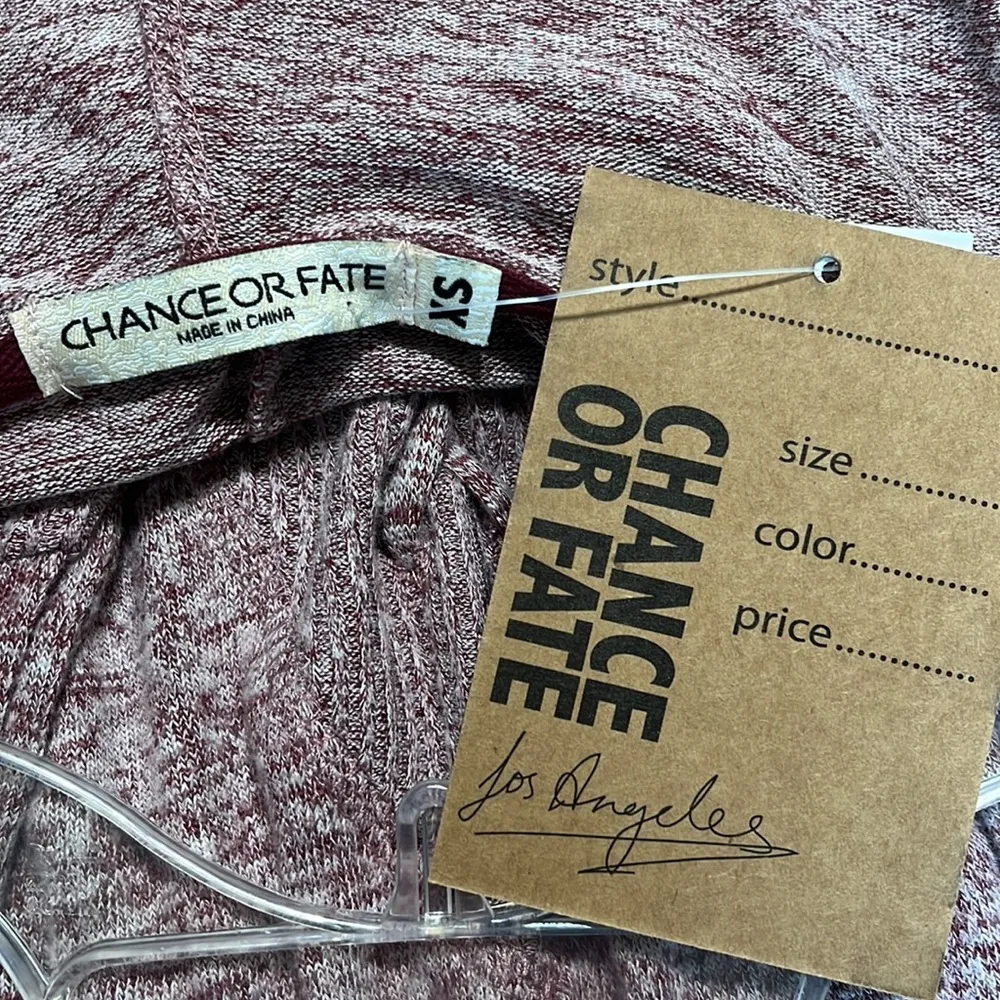 CHANCE OR FATE
MADE IN CHINA
S/Y
style..............................
size..............
color..............
price..............
CHANCE
OR FATE
Los Angeles